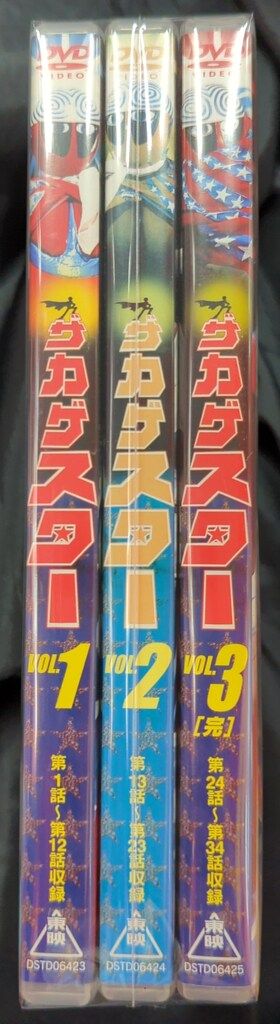 DVD
VIDEO
ザカゲスター
VOL.1
第1話~第12話収録
東映
DSTD06423
DVD
VIDEO
ザカゲスター
VOL.2
第13話~第23話収録
東映
DSTD06424
DVD
VIDEO
ザカゲスター
VOL.3
[完]
第24話~第34話収録
東映
DSTD06425